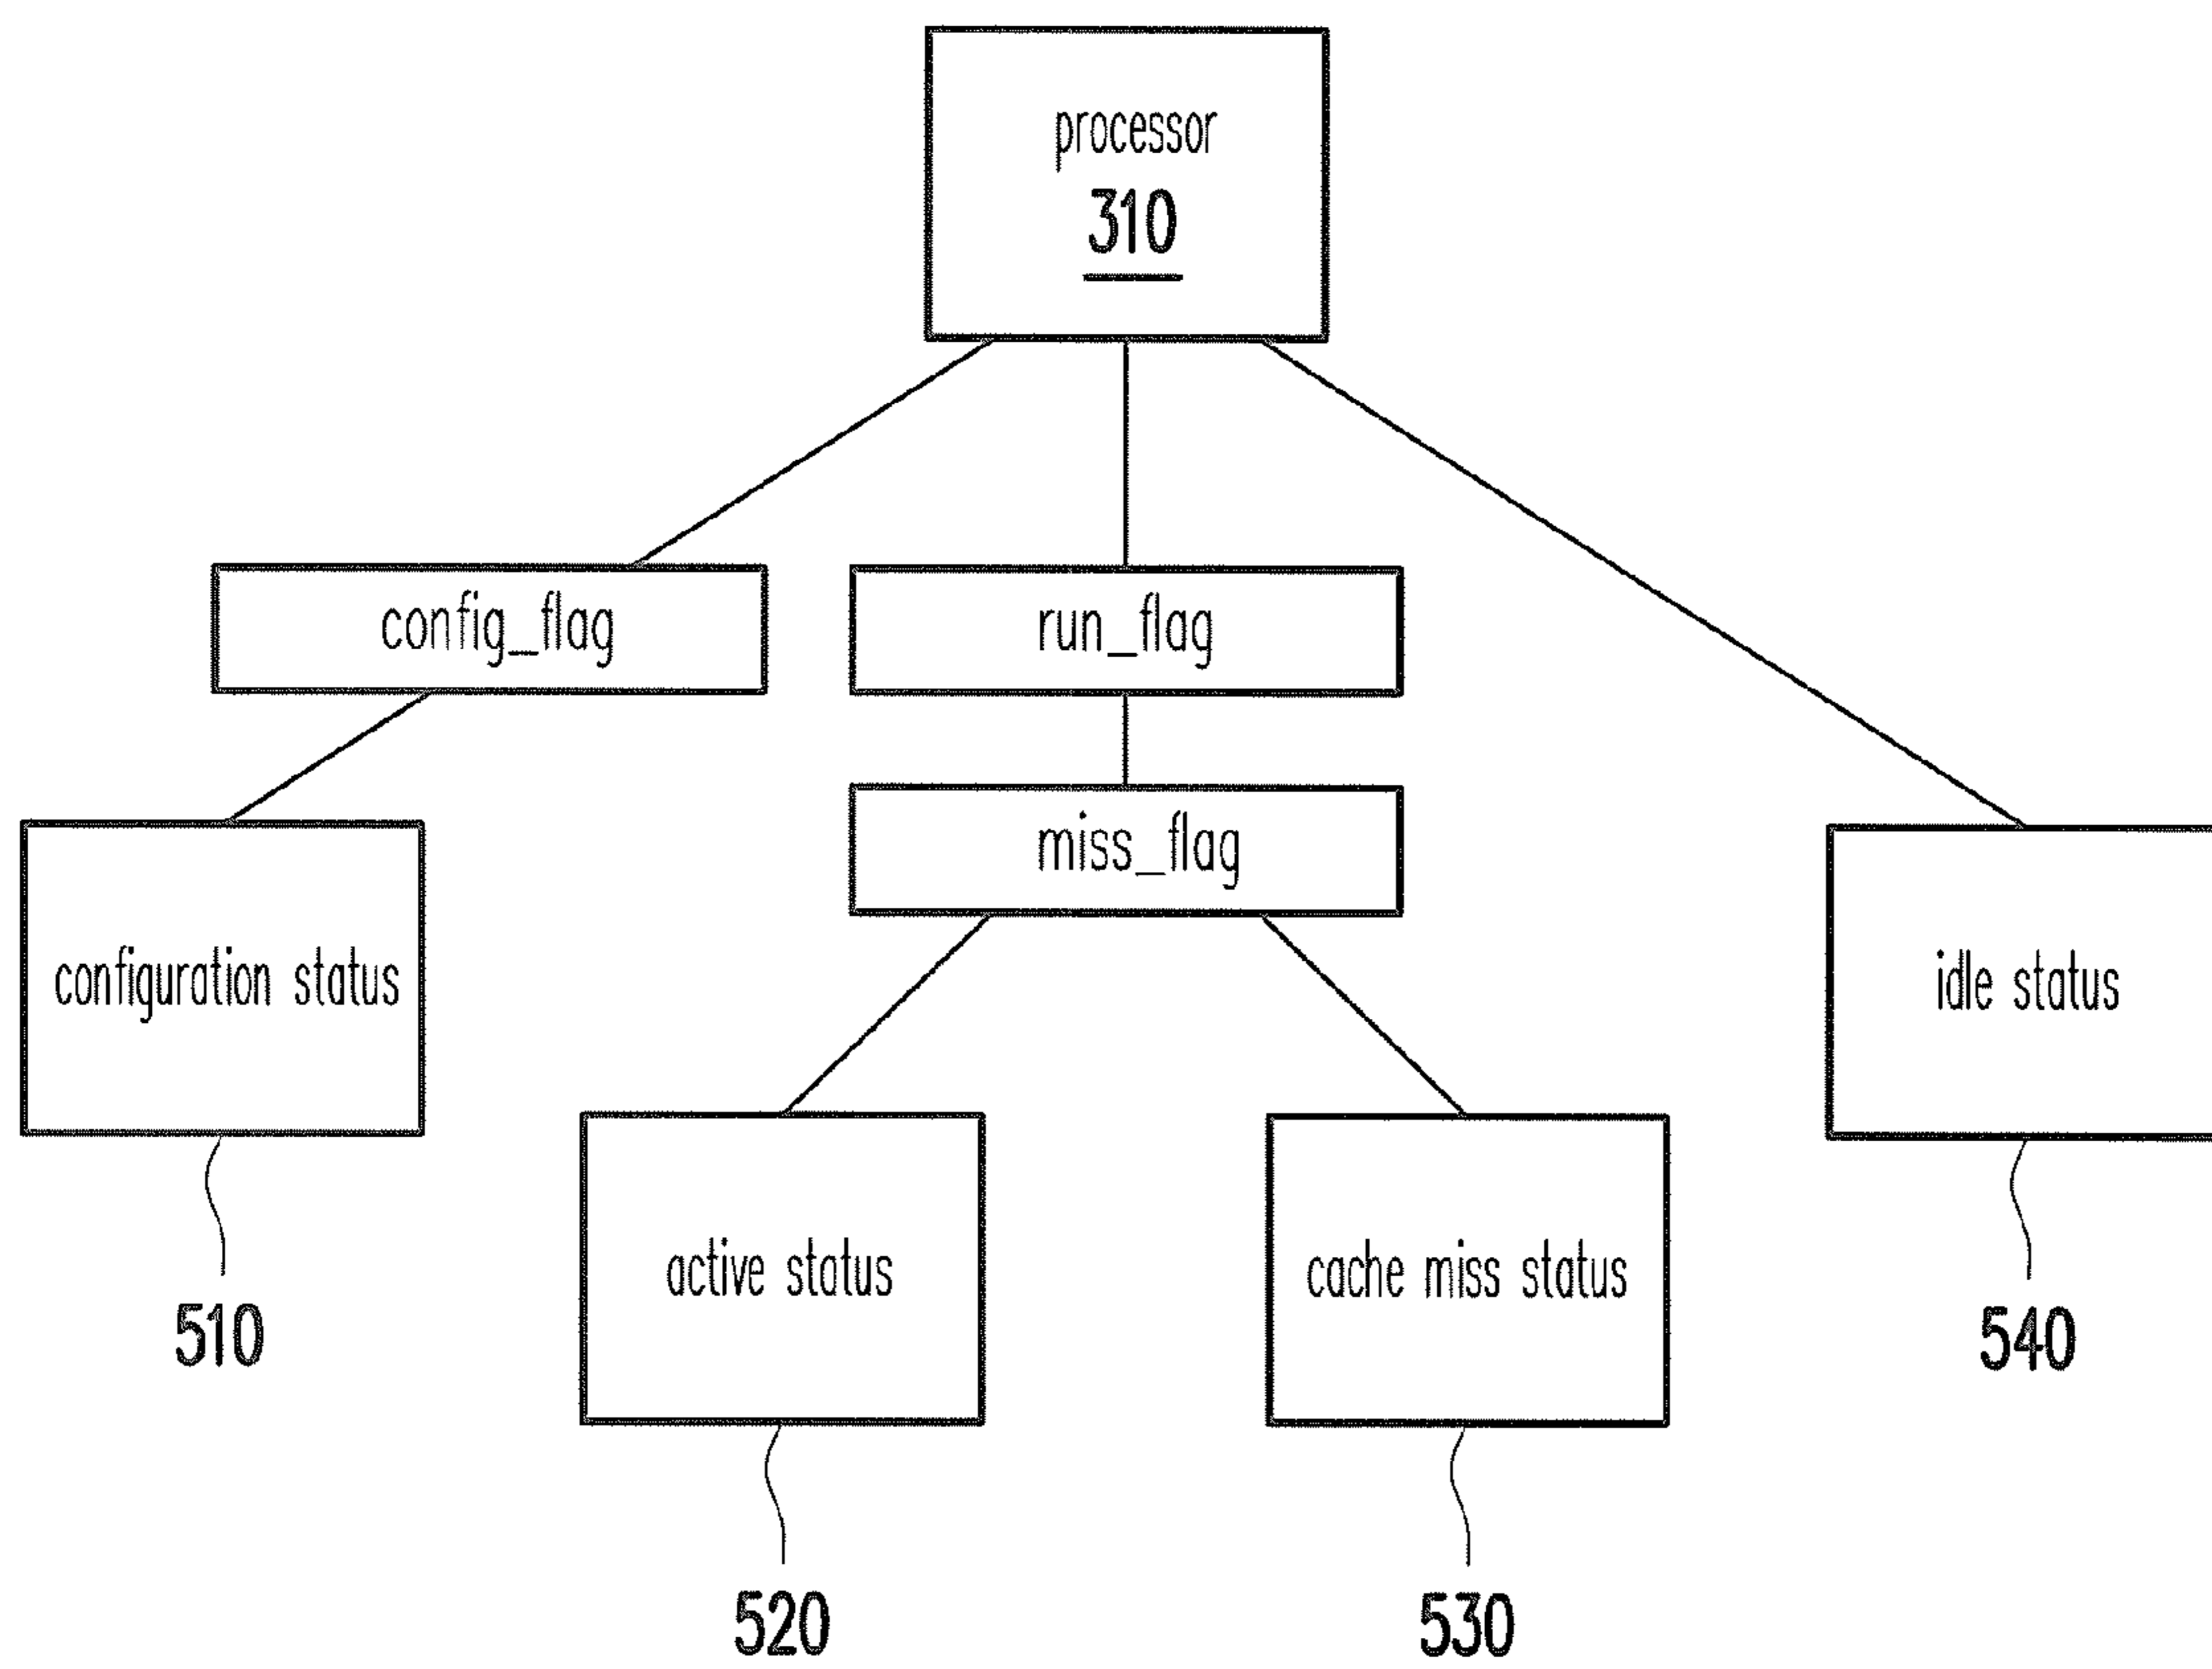 processor
310
config_flag
run_flag
miss_flag
configuration status
idle status
active status
cache miss status
510
540
520
530